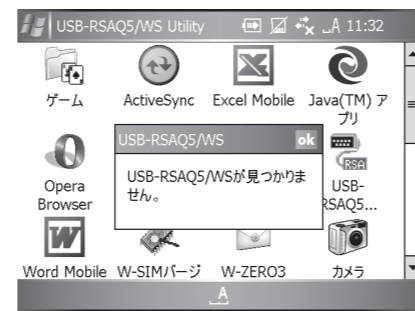 USB-RSAQ5/WS Utility
A 11:32
ゲーム
ActiveSync
Excel Mobile
Java(TM) ア
プリ
USB-RSAQ5/WS
ok
USB-RSAQ5/WSが見つかりま
せん。
Opera
Browser
RSA
USB-
RSAQ5...
Word Mobile
W-SIMバージ
W-ZERO3
カメラ
A